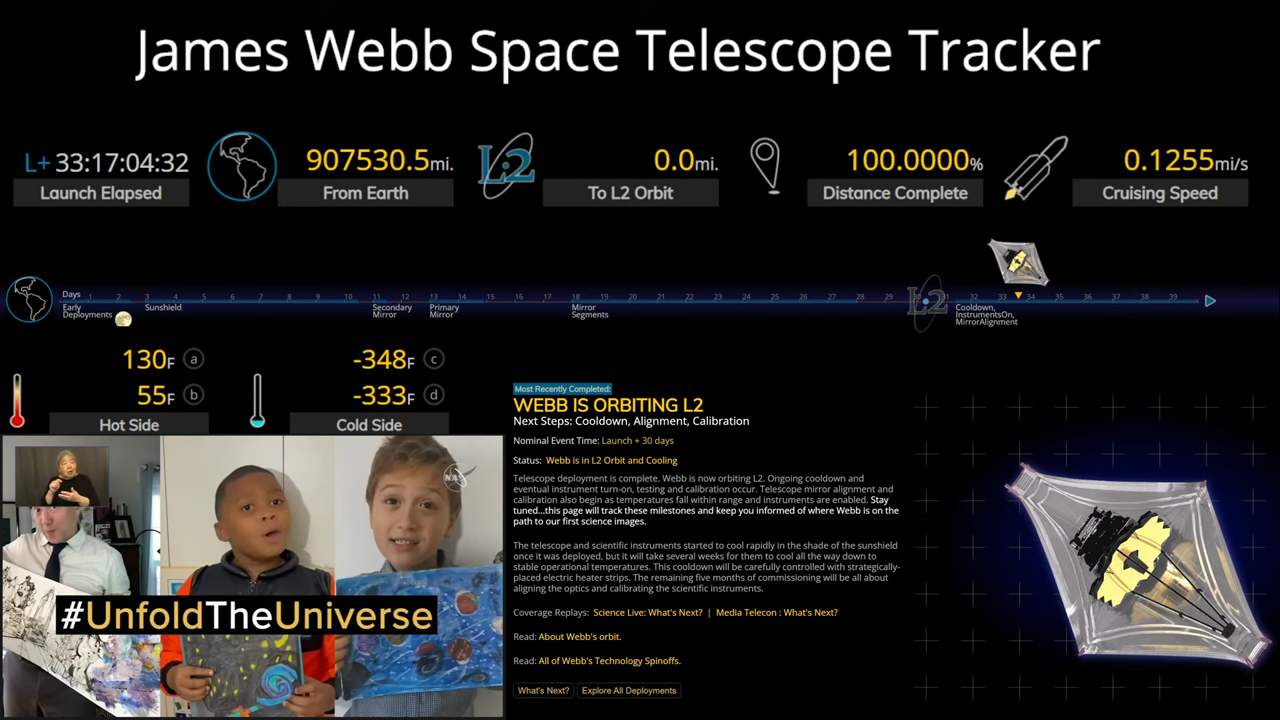 James Webb Space Telescope Tracker
L+ 33:17:04:32
Launch Elapsed
907530.5mi.
From Earth
L2
0.0mi.
To L2 Orbit
100.0000%
Distance Complete
0.1255mi/s
Cruising Speed
Days
1 2 3 4 5 6 7 8 9 10 11 12 13 14 15 16 17 18 19 20 21 22 23 24 25 26 27 28 29 30 31 32 33 34 35 36 37 38 39
Early
Deployments
Sunshield
Secondary
Mirror
Primary
Mirror
Mirror
Segments
L2
Cooldown,
InstrumentsOn,
MirrorAlignment
130F a
55F b
Hot Side
-348F c
-333F d
Cold Side
NASA
#UnfoldTheUniverse
Most Recently Completed:
WEBB IS ORBITING L2
Next Steps: Cooldown, Alignment, Calibration
Nominal Event Time: Launch + 30 days
Status: Webb is in L2 Orbit and Cooling
Telescope deployment is complete. Webb is now orbiting L2. Ongoing cooldown and
eventual instrument turn-on, testing and calibration occur. Telescope mirror alignment and
calibration also begin as temperatures fall within range and instruments are enabled. Stay
tuned...this page will track these milestones and keep you informed of where Webb is on the
path to our first science images.
The telescope and scientific instruments started to cool rapidly in the shade of the sunshield
once it was deployed, but it will take several weeks for them to cool all the way down to
stable operational temperatures. This cooldown will be carefully controlled with strategically-
placed electric heater strips. The remaining five months of commissioning will be all about
aligning the optics and calibrating the scientific instruments.
Coverage Replays: Science Live: What's Next? | Media Telecon : What's Next?
Read: About Webb's orbit.
Read: All of Webb's Technology Spinoffs.
What's Next?
Explore All Deployments